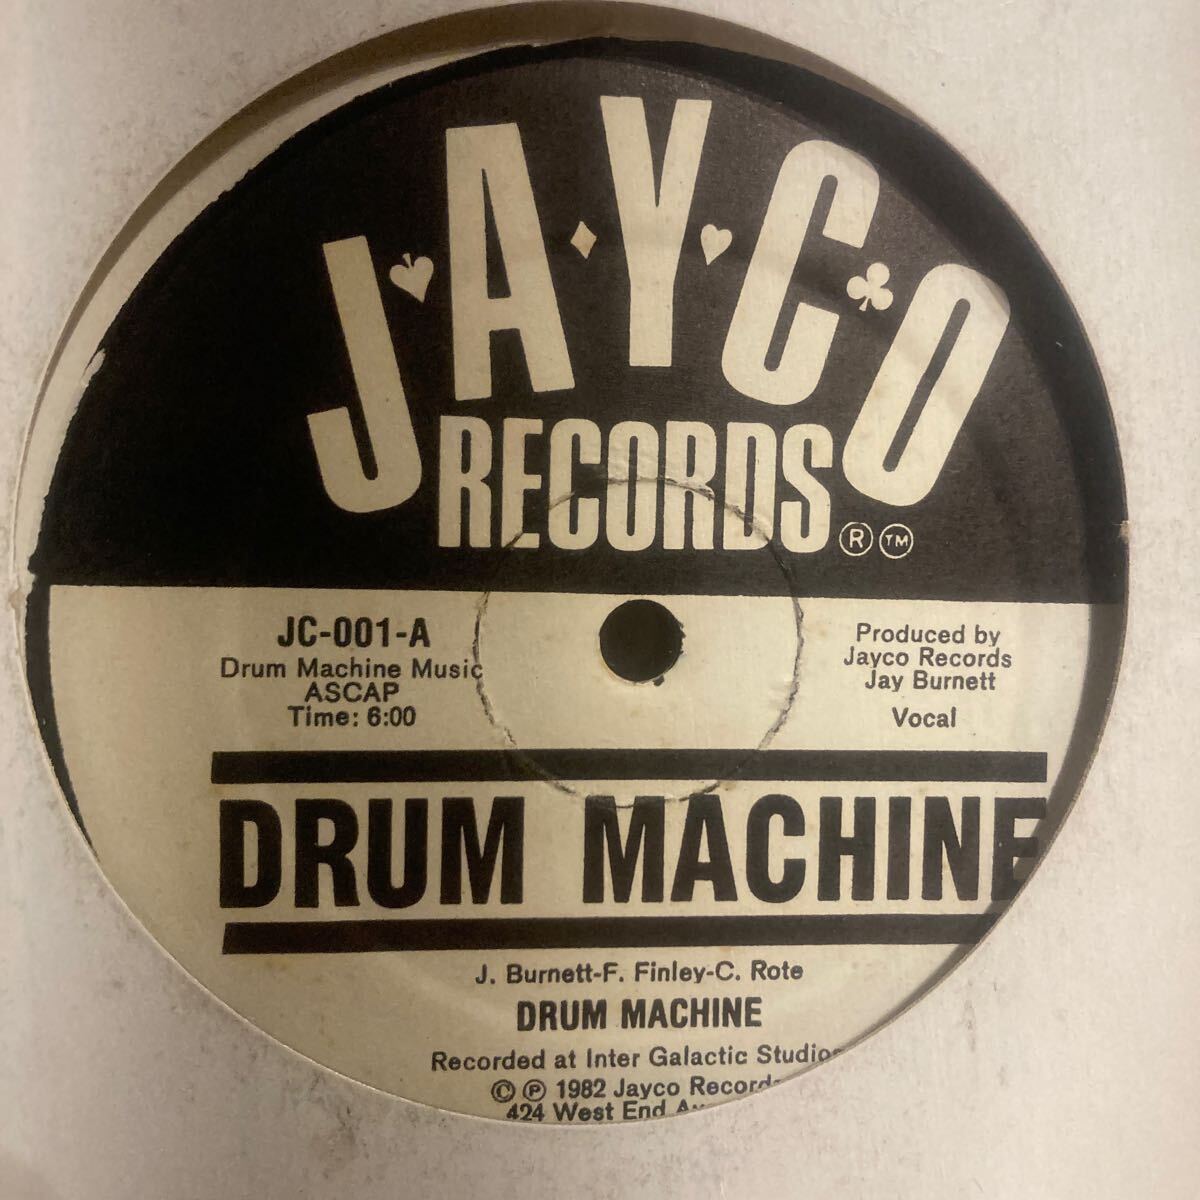 JAYCO
RECORDS
® TM
JC-001-A
Drum Machine Music
ASCAP
Time: 6:00
Produced by
Jayco Records
Jay Burnett
Vocal
DRUM MACHINE
J. Burnett-F. Finley-C. Rote
DRUM MACHINE
Recorded at Inter Galactic Studios
© ℗ 1982 Jayco Records
424 West End